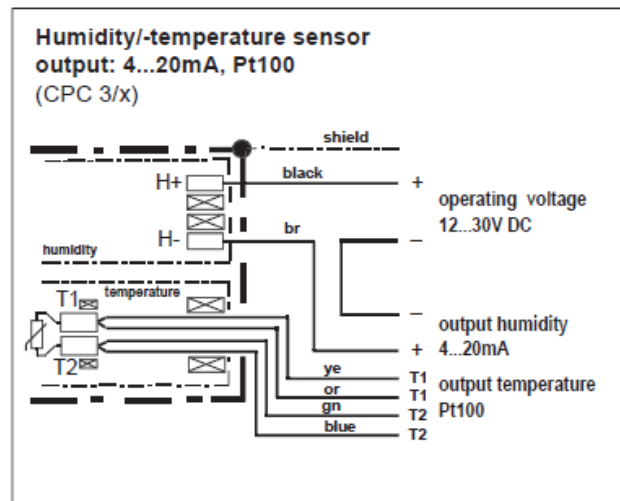 Humidity/-temperature sensor
output: 4...20mA, Pt100
(CPC 3/x)
shield
black
H+
+
operating voltage
12...30V DC
H-
br
–
humidity
temperature
T1
–
output humidity
4...20mA
+
T2
ye
T1
output temperature
Pt100
or
T1
gn
T2
blue
T2